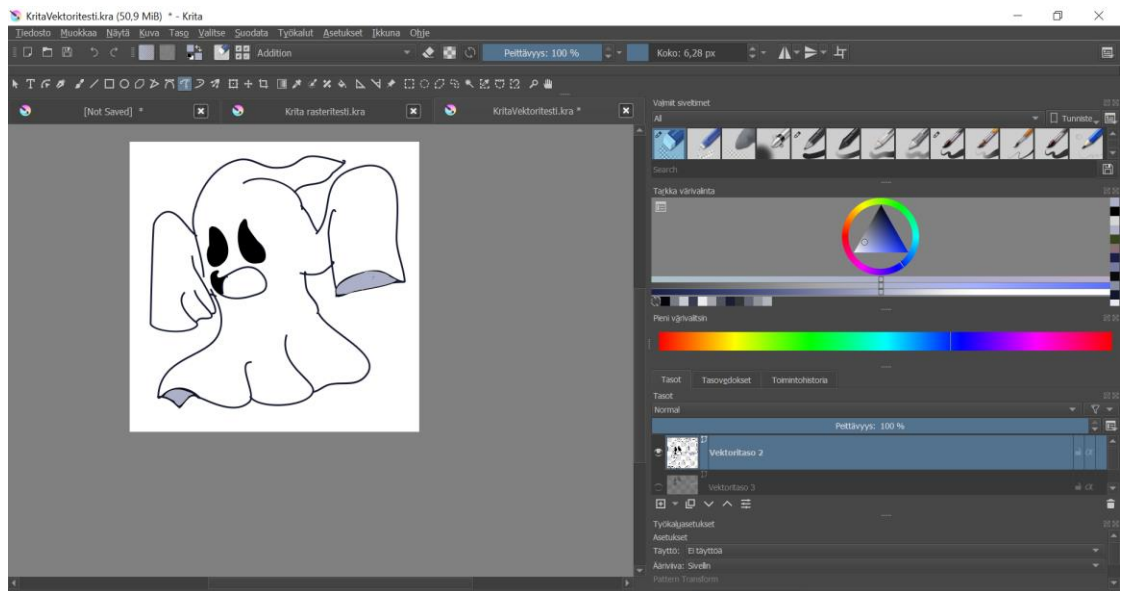 KritaVektoritesti.kra (50,9 MiB) * - Krita
Tiedosto Muokkaa Näytä Kuva Taso Valitse Suodata Työkalut Asetukset Ikkuna Ohje
Addition Peittävyys: 100 % Koko: 6,28 px
[Not Saved] * Krita rasteritesti.kra KritaVektoritesti.kra *
Valmit siveltimet
All Tunniste
Search
Tarkka värivalinta
Pieni värivalitsin
Tasot Tasovedokset Toimintohistoria
Tasot
Normal
Peittävyys: 100 %
Vektoritaso 2
Vektoritaso 3
Työkaluasetukset
Asetukset
Täyttö: Ei täyttöä
Ääriviiva: Sivellin
Pattern Transform